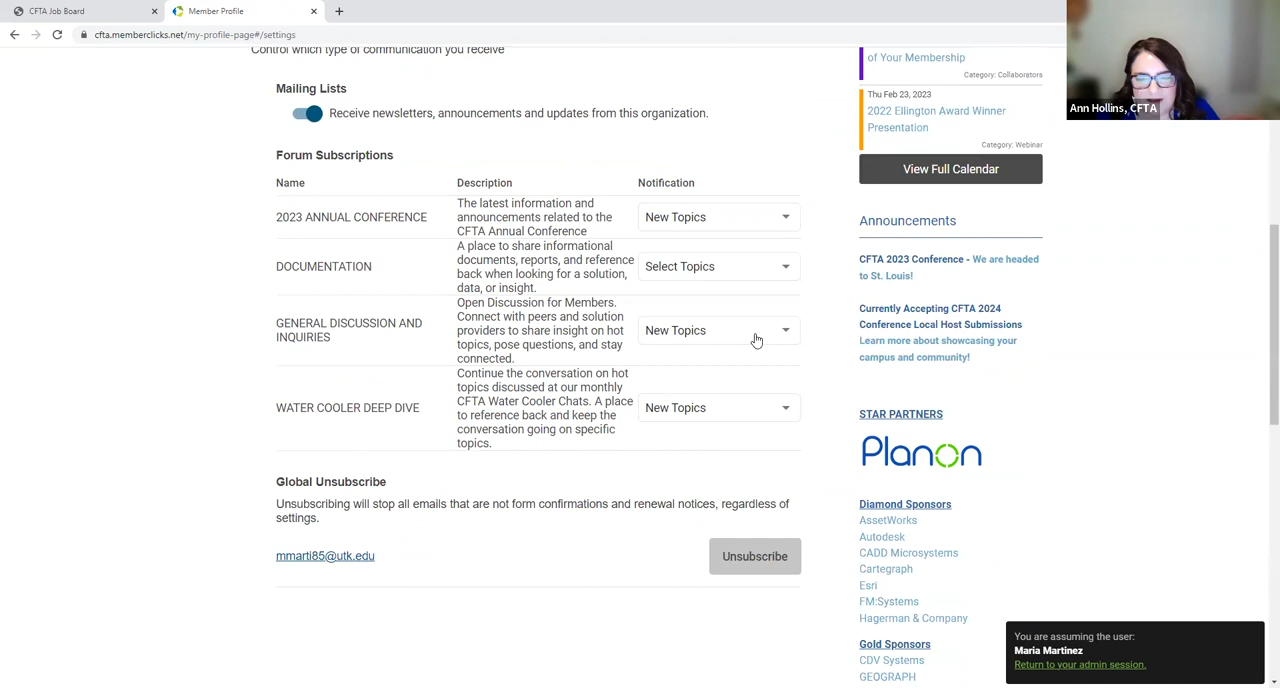 CFTA Job Board
Member Profile
cfta.memberclicks.net/my-profile-page#/settings
Control which type of communication you receive
Mailing Lists
Receive newsletters, announcements and updates from this organization.
Forum Subscriptions
Name Description Notification
2023 ANNUAL CONFERENCE
The latest information and
announcements related to the
CFTA Annual Conference
New Topics
DOCUMENTATION
A place to share informational
documents, reports, and reference
back when looking for a solution,
data, or insight.
Select Topics
GENERAL DISCUSSION AND
INQUIRIES
Open Discussion for Members.
Connect with peers and solution
providers to share insight on hot
topics, pose questions, and stay
connected.
New Topics
WATER COOLER DEEP DIVE
Continue the conversation on hot
topics discussed at our monthly
CFTA Water Cooler Chats. A place
to reference back and keep the
conversation going on specific
topics.
New Topics
Global Unsubscribe
Unsubscribing will stop all emails that are not form confirmations and renewal notices, regardless of
settings.
mmarti85@utk.edu
Unsubscribe
of Your Membership
Category: Collaborators
Thu Feb 23, 2023
2022 Ellington Award Winner
Presentation
Category: Webinar
View Full Calendar
Announcements
CFTA 2023 Conference - We are headed
to St. Louis!
Currently Accepting CFTA 2024
Conference Local Host Submissions
Learn more about showcasing your
campus and community!
STAR PARTNERS
Planon
Diamond Sponsors
AssetWorks
Autodesk
CADD Microsystems
Cartegraph
Esri
FM:Systems
Hagerman & Company
Gold Sponsors
CDV Systems
GEOGRAPH
Ann Hollins, CFTA
You are assuming the user:
Maria Martinez
Return to your admin session.